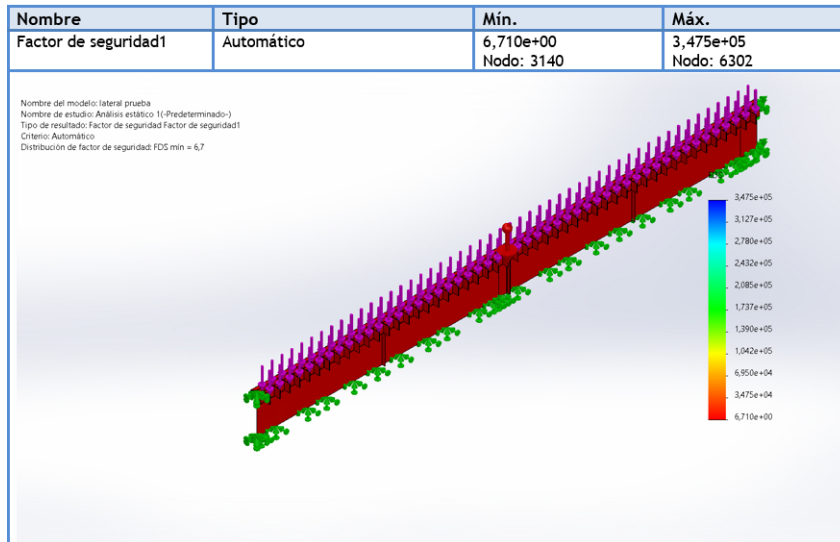 Nombre Tipo Mín. Máx.
Factor de seguridad1 Automático 6,710e+00 3,475e+05
Nodo: 3140 Nodo: 6302
Nombre del modelo: lateral prueba
Nombre de estudio: Análisis estático 1(-Predeterminado-)
Tipo de resultado: Factor de seguridad Factor de seguridad1
Criterio: Automático
Distribución de factor de seguridad: FDS mín = 6,7
3,475e+05
3,127e+05
2,780e+05
2,432e+05
2,085e+05
1,737e+05
1,390e+05
1,042e+05
6,950e+04
3,475e+04
6,710e+00